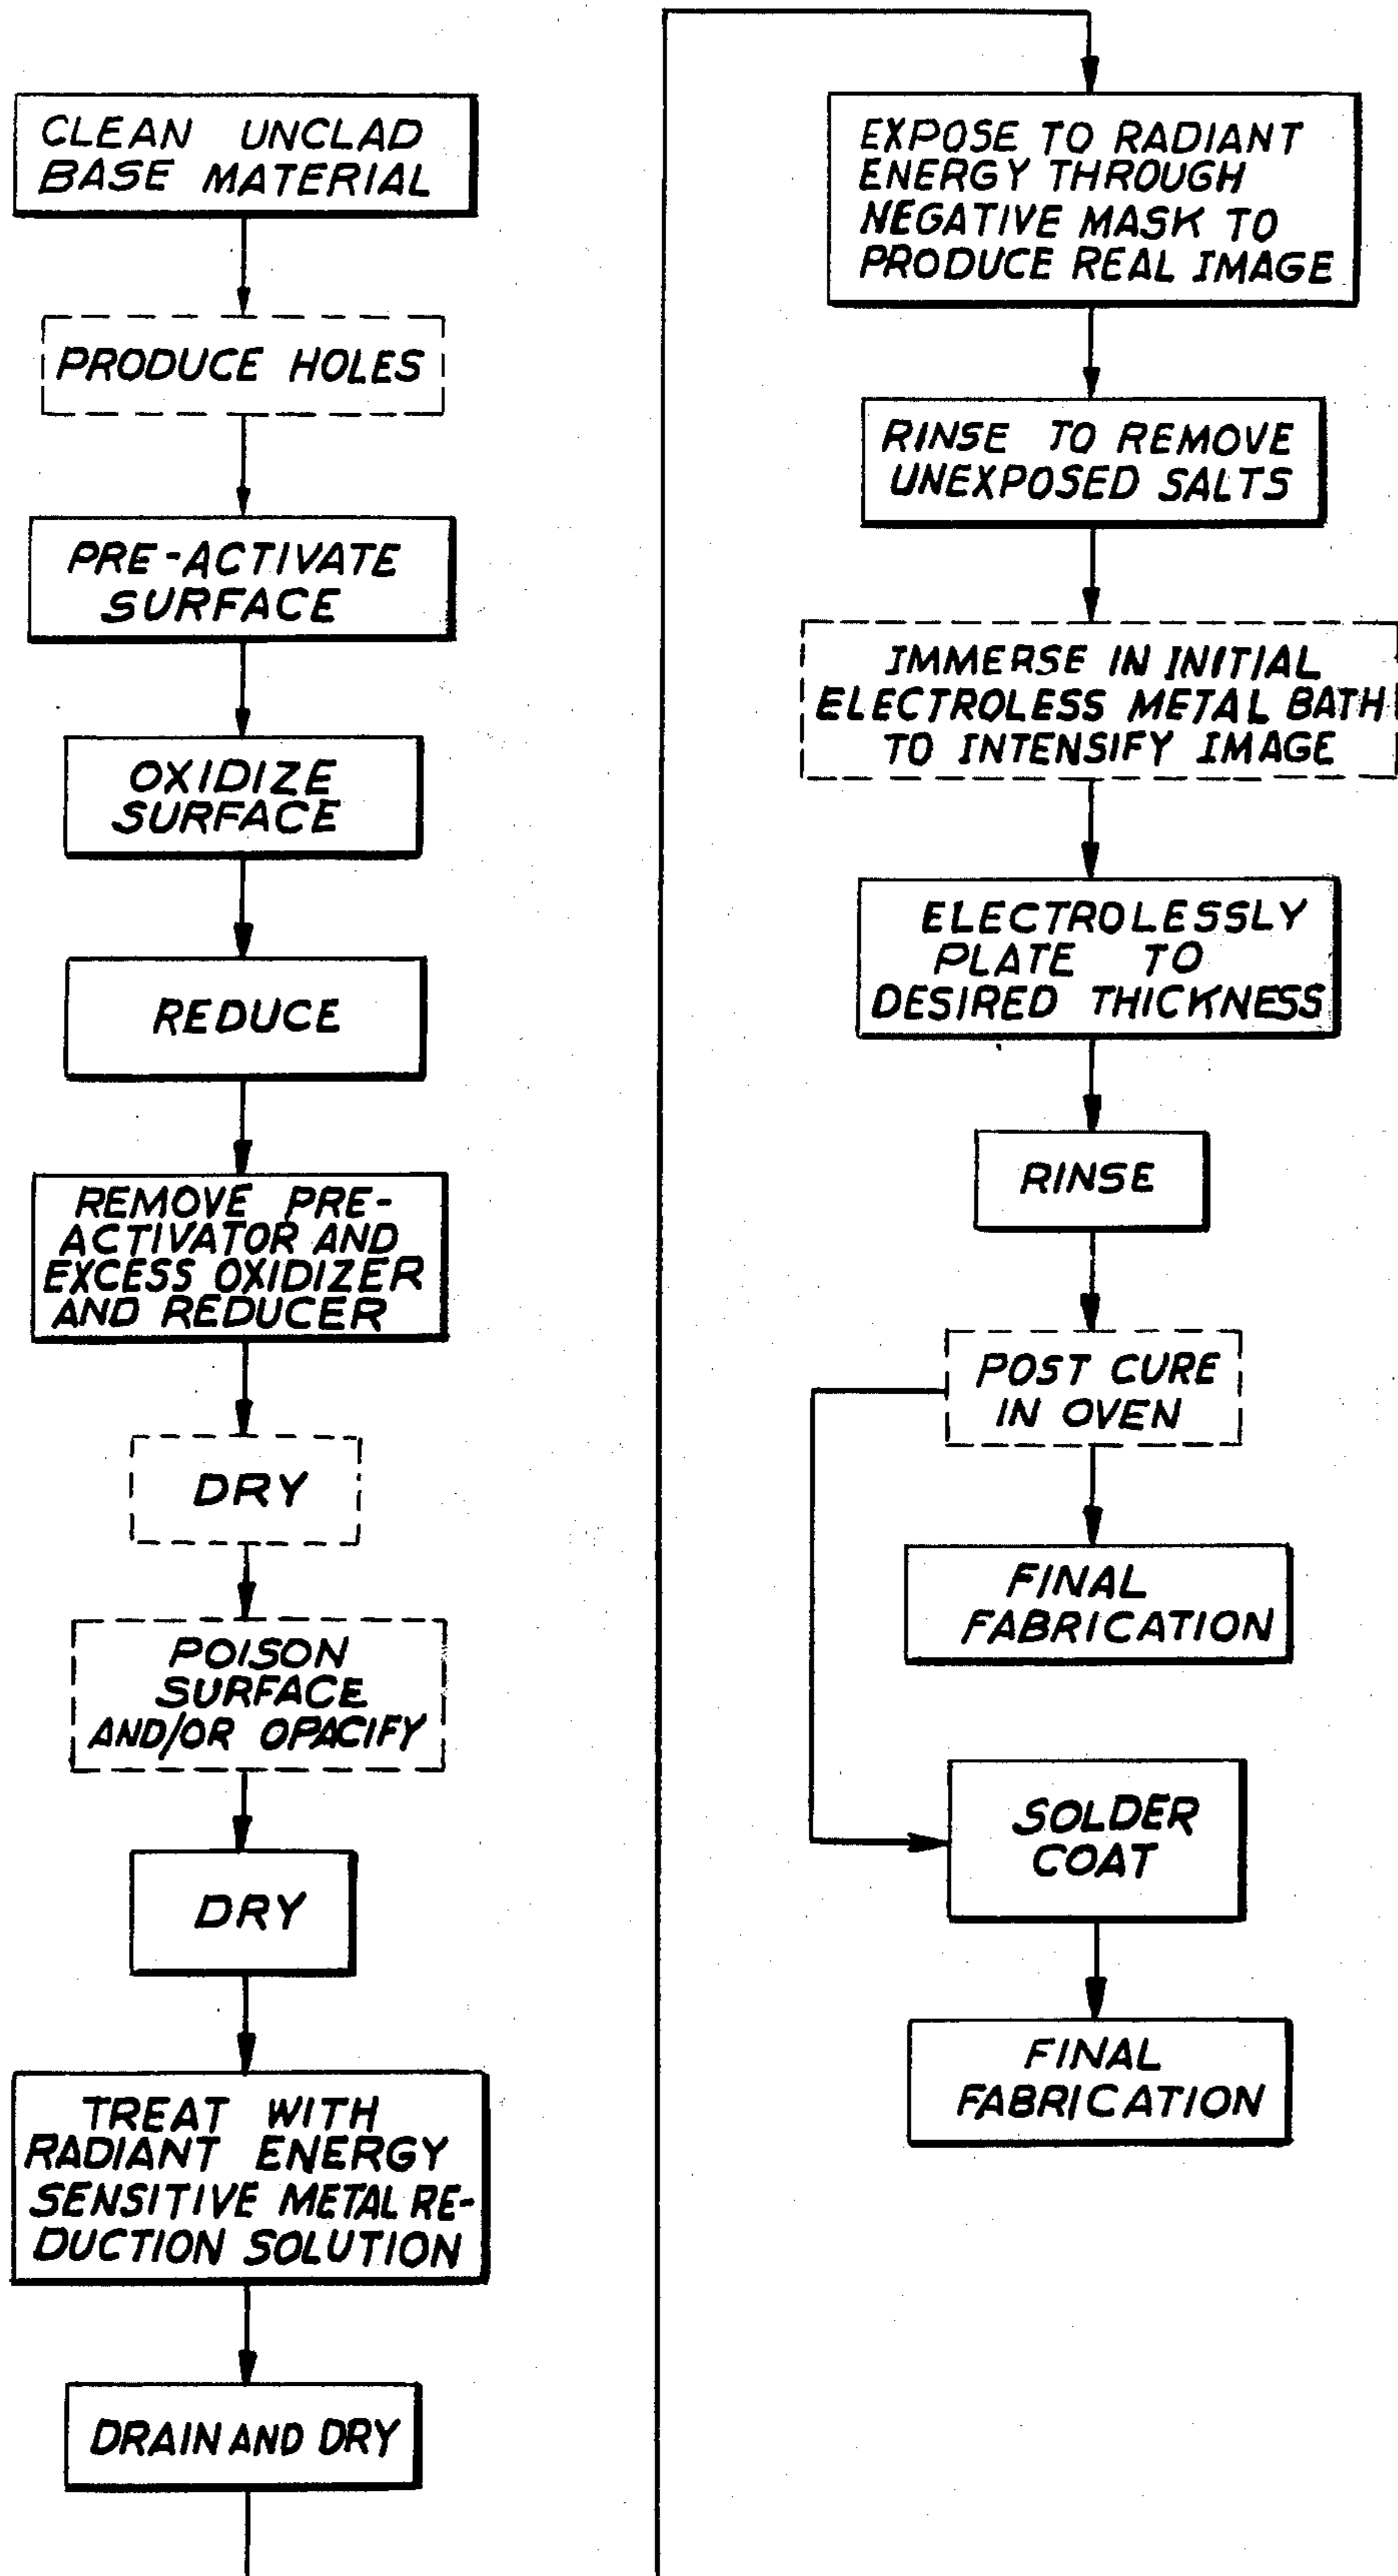 CLEAN UNCLAD
BASE MATERIAL
PRODUCE HOLES
PRE-ACTIVATE
SURFACE
OXIDIZE
SURFACE
REDUCE
REMOVE PRE-
ACTIVATOR AND
EXCESS OXIDIZER
AND REDUCER
DRY
POISON
SURFACE
AND/OR OPACIFY
DRY
TREAT WITH
RADIANT ENERGY
SENSITIVE METAL RE-
DUCTION SOLUTION
DRAIN AND DRY
EXPOSE TO RADIANT
ENERGY THROUGH
NEGATIVE MASK TO
PRODUCE REAL IMAGE
RINSE TO REMOVE
UNEXPOSED SALTS
IMMERSE IN INITIAL
ELECTROLESS METAL BATH
TO INTENSIFY IMAGE
ELECTROLESSLY
PLATE TO
DESIRED THICKNESS
RINSE
POST CURE
IN OVEN
FINAL
FABRICATION
SOLDER
COAT
FINAL
FABRICATION